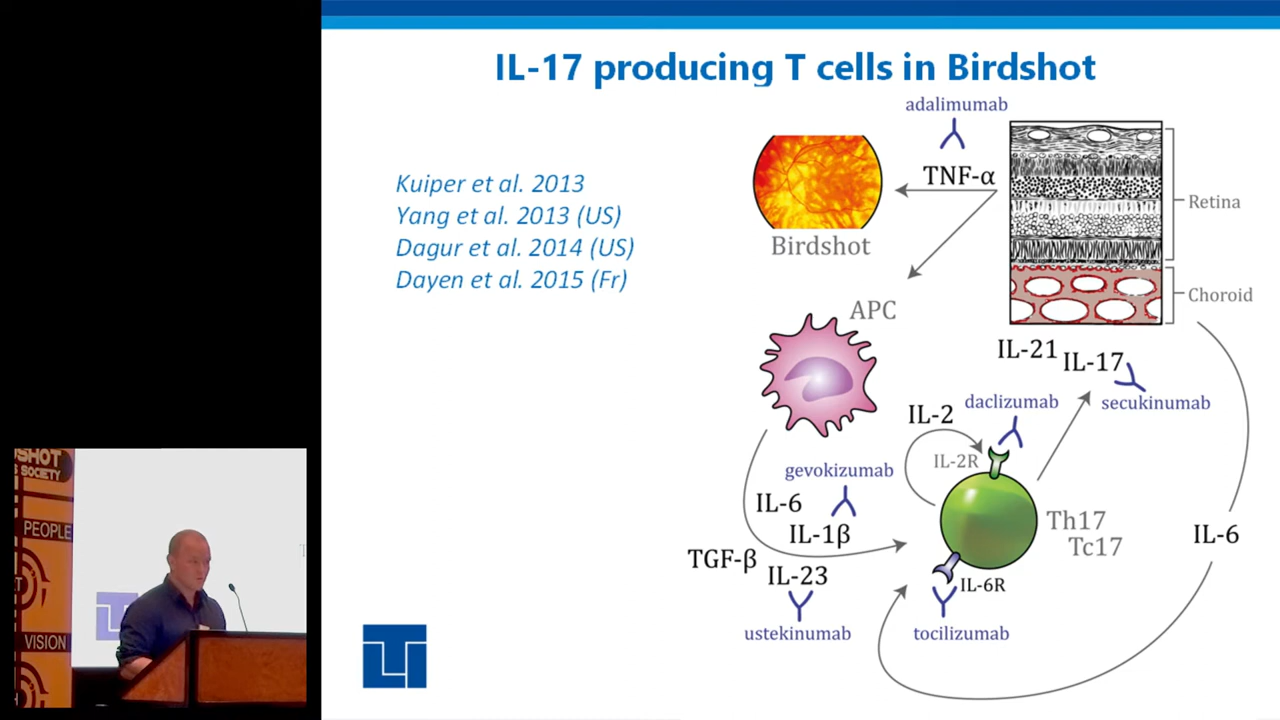 IL-17 producing T cells in Birdshot
Kuiper et al. 2013
Yang et al. 2013 (US)
Dagur et al. 2014 (US)
Dayen et al. 2015 (Fr)
adalimumab
TNF-α
Birdshot
Retina
Choroid
APC
IL-21
IL-17
secukinumab
daclizumab
IL-2
IL-2R
gevokizumab
IL-6
IL-1β
TGF-β
IL-23
ustekinumab
Th17
Tc17
IL-6R
tocilizumab
IL-6
SOCIETY
PEOPLE
VISION